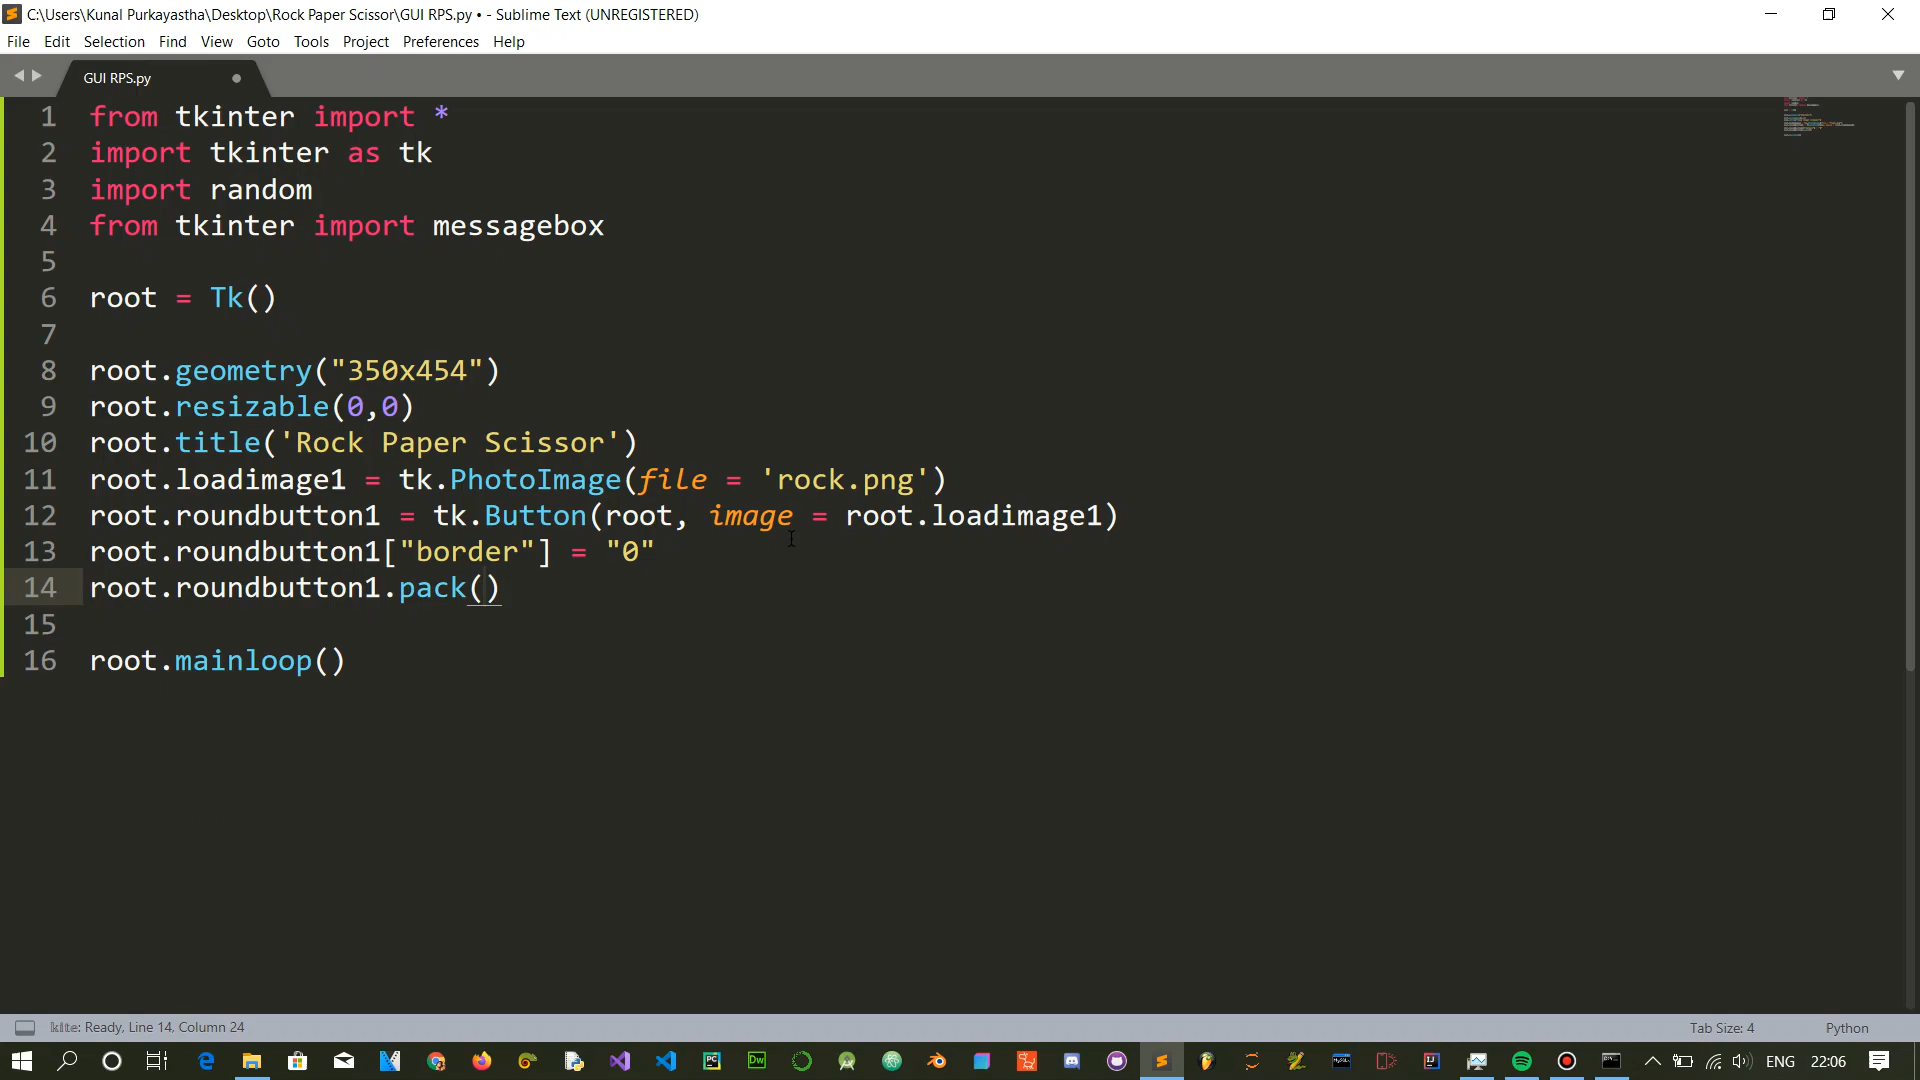 C:\Users\Kunal Purkayastha\Desktop\Rock Paper Scissor\GUI RPS.py • - Sublime Text (UNREGISTERED)
File Edit Selection Find View Goto Tools Project Preferences Help
GUI RPS.py
1 from tkinter import *
2 import tkinter as tk
3 import random
4 from tkinter import messagebox
5
6 root = Tk()
7
8 root.geometry("350x454")
9 root.resizable(0,0)
10 root.title('Rock Paper Scissor')
11 root.loadimage1 = tk.PhotoImage(file = 'rock.png')
12 root.roundbutton1 = tk.Button(root, image = root.loadimage1)
13 root.roundbutton1["border"] = "0"
14 root.roundbutton1.pack()
15
16 root.mainloop()
kite: Ready, Line 14, Column 24 Tab Size: 4 Python
ENG 22:06